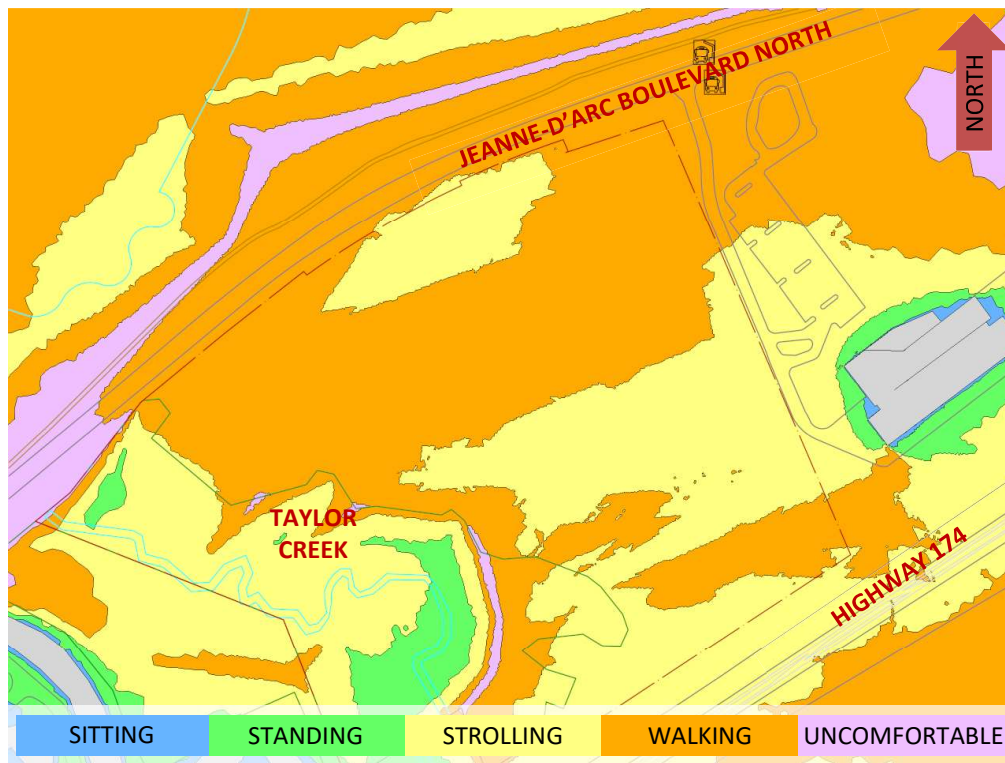 JEANNE-D'ARC BOULEVARD NORTH
NORTH
TAYLOR
CREEK
HIGHWAY 174
SITTING STANDING STROLLING WALKING UNCOMFORTABLE